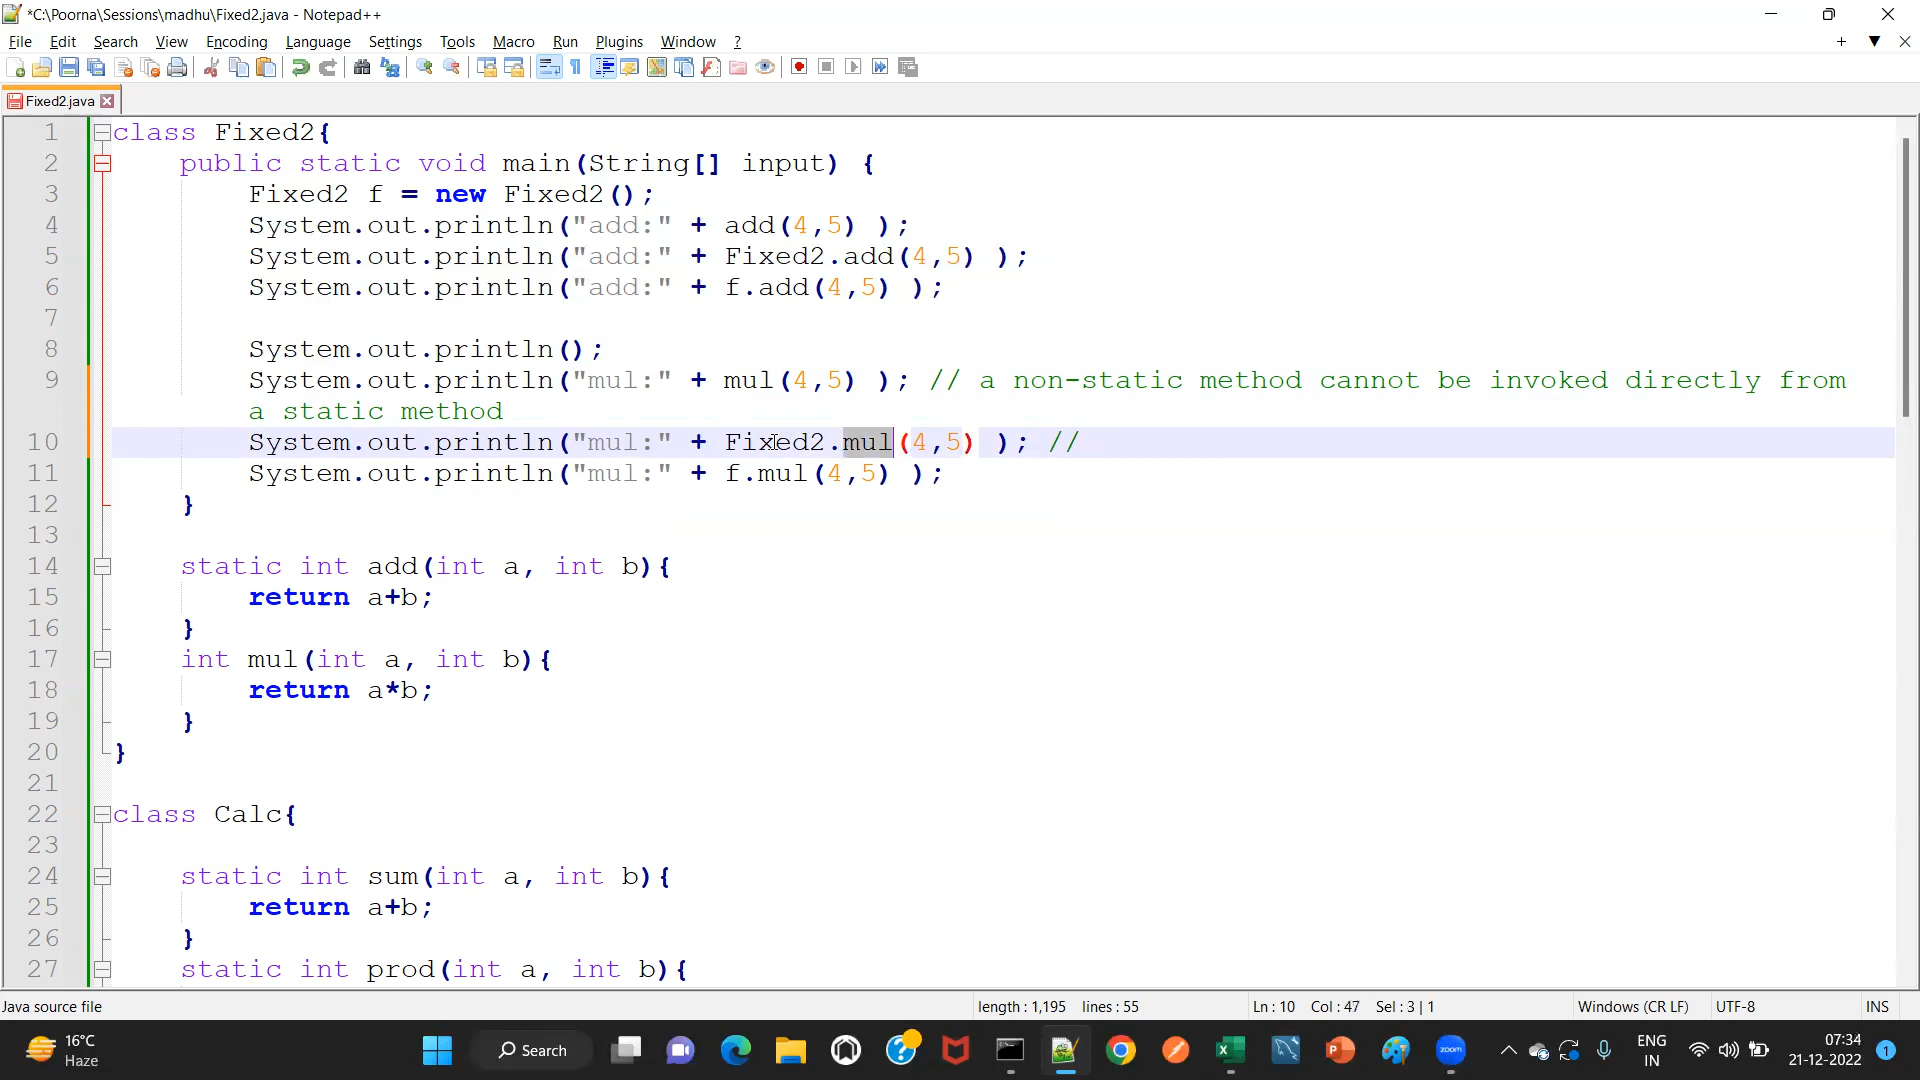 *C:\Poorna\Sessions\madhu\Fixed2.java - Notepad++
File Edit Search View Encoding Language Settings Tools Macro Run Plugins Window ?
Fixed2.java
1 class Fixed2{
2 public static void main(String[] input) {
3 Fixed2 f = new Fixed2();
4 System.out.println("add:" + add(4,5) );
5 System.out.println("add:" + Fixed2.add(4,5) );
6 System.out.println("add:" + f.add(4,5) );
7
8 System.out.println();
9 System.out.println("mul:" + mul(4,5) ); // a non-static method cannot be invoked directly from
a static method
10 System.out.println("mul:" + Fixed2.mul(4,5) ); //
11 System.out.println("mul:" + f.mul(4,5) );
12 }
13
14 static int add(int a, int b){
15 return a+b;
16 }
17 int mul(int a, int b){
18 return a*b;
19 }
20 }
21
22 class Calc{
23
24 static int sum(int a, int b){
25 return a+b;
26 }
27 static int prod(int a, int b){
Java source file length : 1,195 lines : 55 Ln : 10 Col : 47 Sel : 3 | 1 Windows (CR LF) UTF-8 INS
16°C
Haze
Search
zoom
ENG
IN
07:34
21-12-2022
1